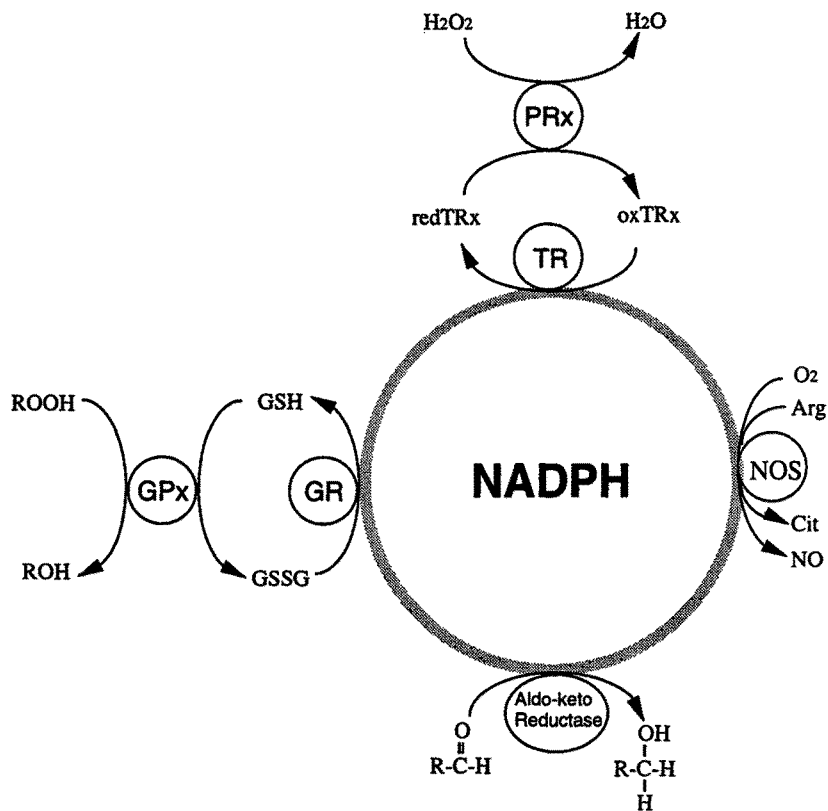 H2O2
H2O
PRx
redTRx
oxTRx
TR
O2
Arg
ROOH
GSH
NADPH
NOS
GPx
GR
Cit
NO
ROH
GSSG
Aldo-keto
Reductase
O
R-C-H
OH
R-C-H
H